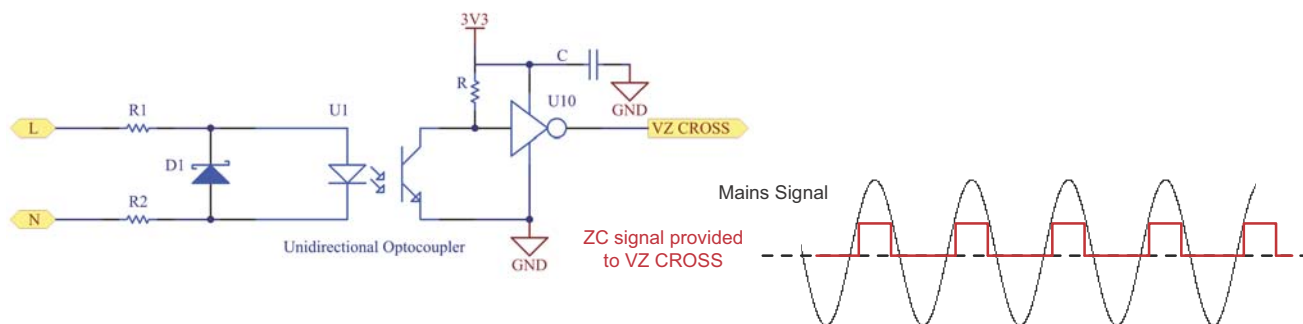 3V3
C
R
GND
R1
U1
U10
L
VZ CROSS
D1
R2
N
Unidirectional Optocoupler
GND
Mains Signal
ZC signal provided
to VZ CROSS